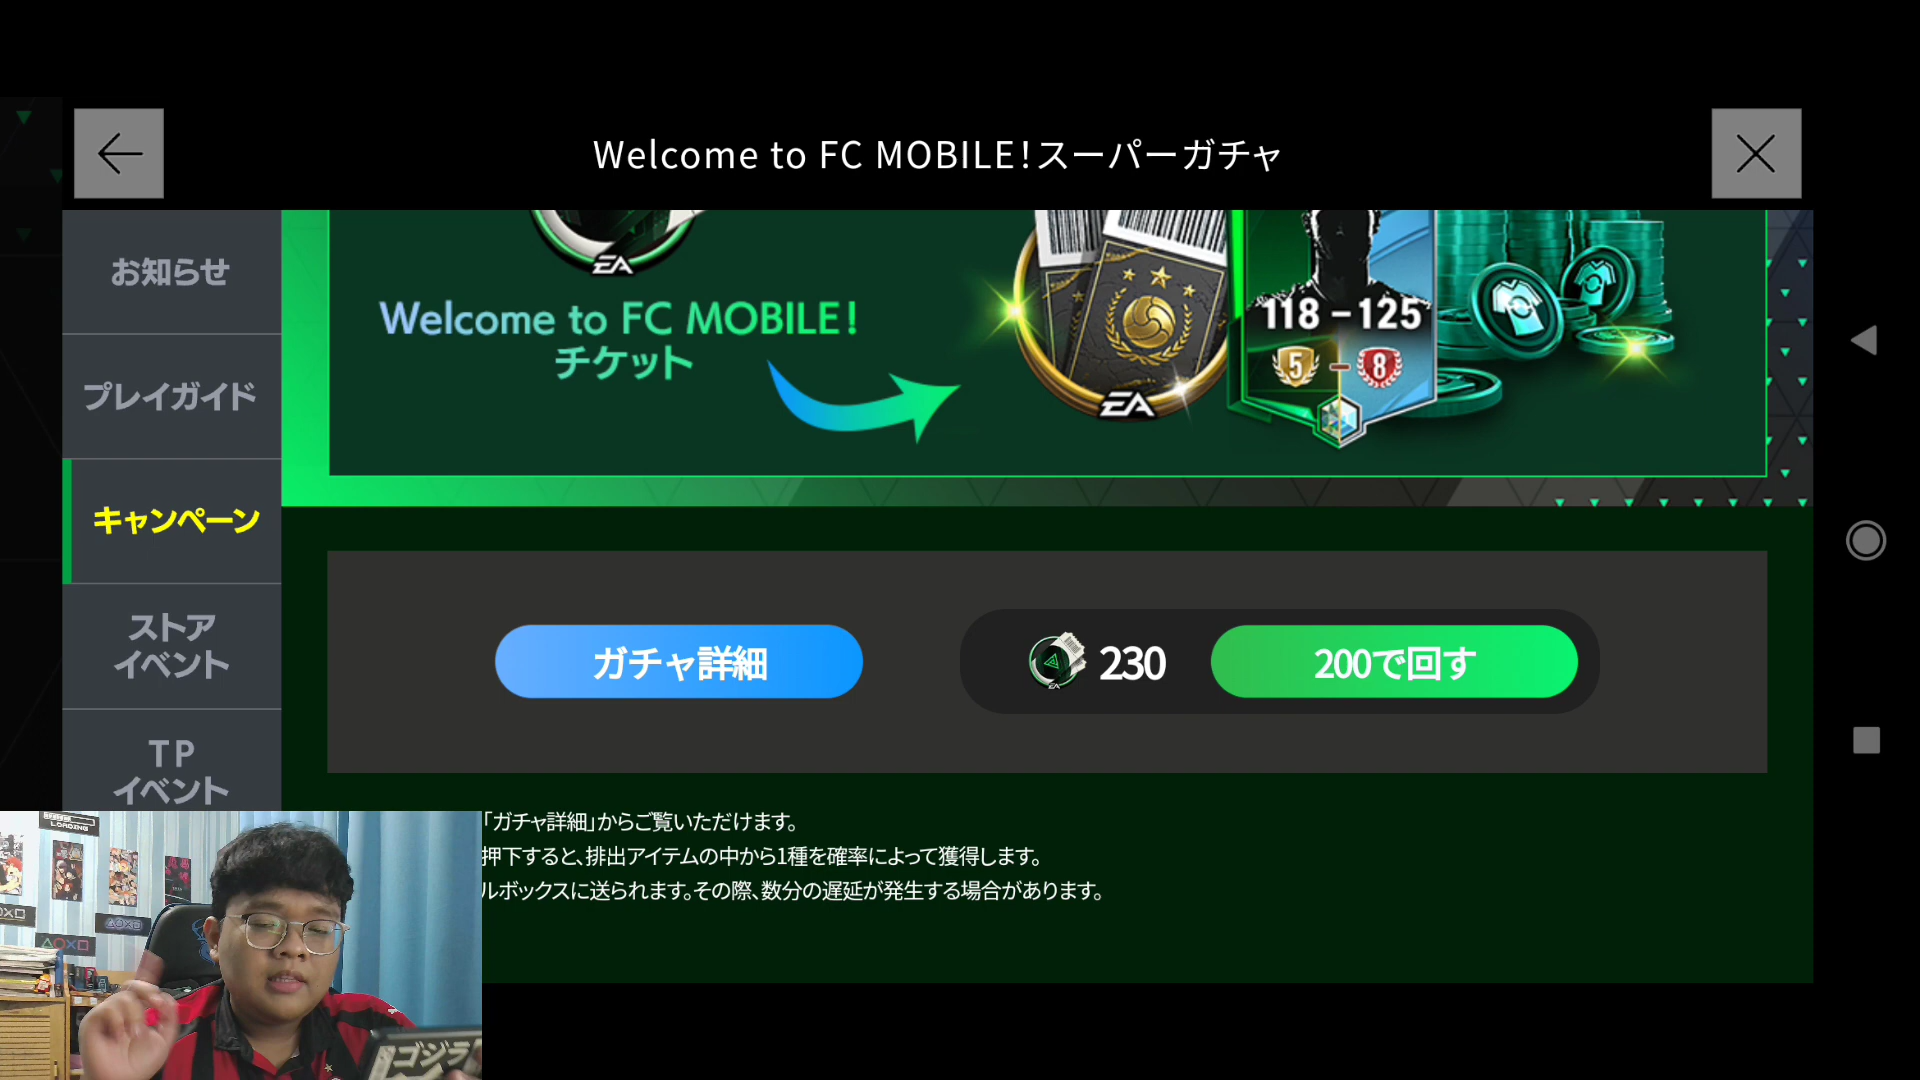 Welcome to FC MOBILE!スーパーガチャ
お知らせ
プレイガイド
キャンペーン
ストア
イベント
TP
イベント
EA
Welcome to FC MOBILE!
チケット
EA
118-125
5-8
ガチャ詳細
EA
230
200で回す
「ガチャ詳細」からご覧いただけます。
押下すると、排出アイテムの中から1種を確率によって獲得します。
ルボックスに送られます。その際、数分の遅延が発生する場合があります。
LOADING
ゴジラ